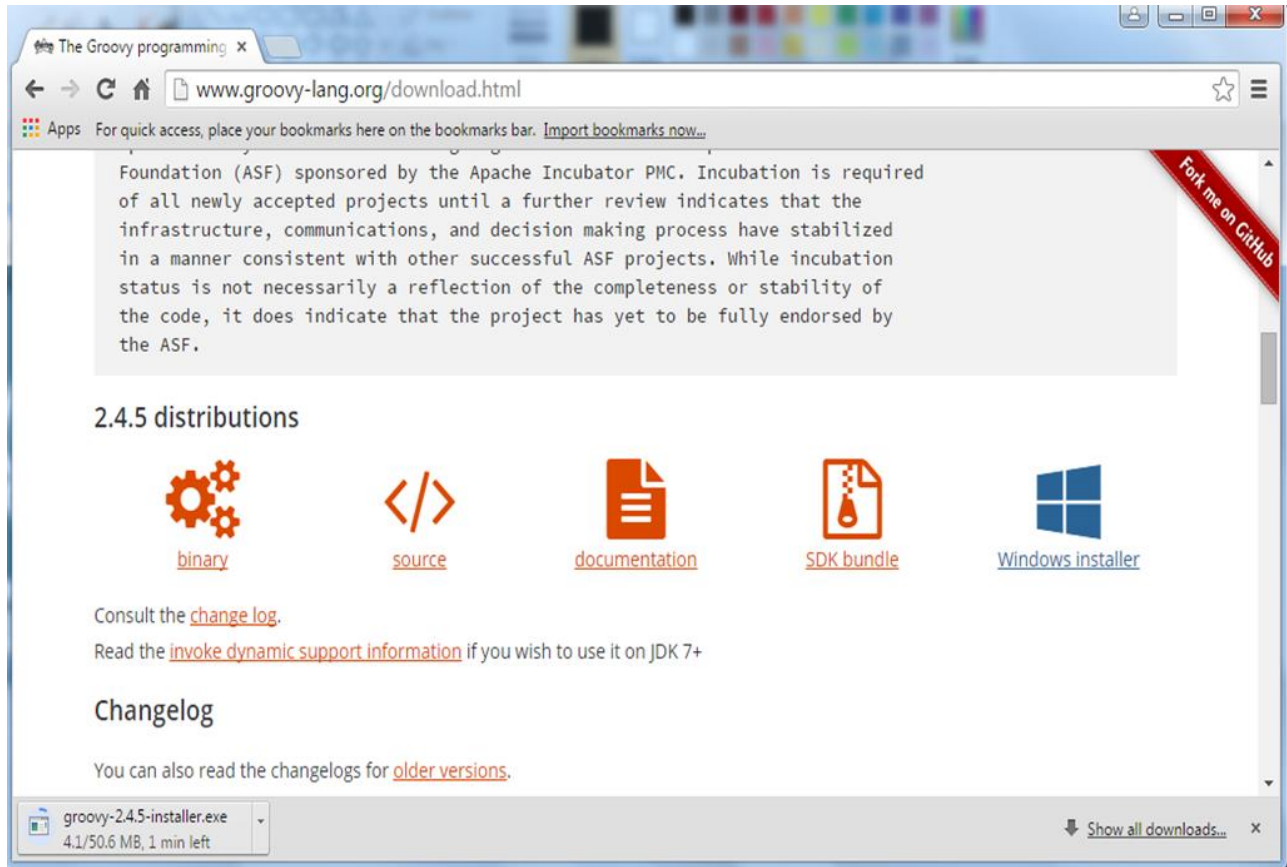 The Groovy programming
www.groovy-lang.org/download.html
Apps For quick access, place your bookmarks here on the bookmarks bar. Import bookmarks now...
Foundation (ASF) sponsored by the Apache Incubator PMC. Incubation is required
of all newly accepted projects until a further review indicates that the
infrastructure, communications, and decision making process have stabilized
in a manner consistent with other successful ASF projects. While incubation
status is not necessarily a reflection of the completeness or stability of
the code, it does indicate that the project has yet to be fully endorsed by
the ASF.
Fork me on GitHub
2.4.5 distributions
binary source documentation SDK bundle Windows installer
Consult the change log.
Read the invoke dynamic support information if you wish to use it on JDK 7+
Changelog
You can also read the changelogs for older versions.
groovy-2.4.5-installer.exe
4.1/50.6 MB, 1 min left
Show all downloads...